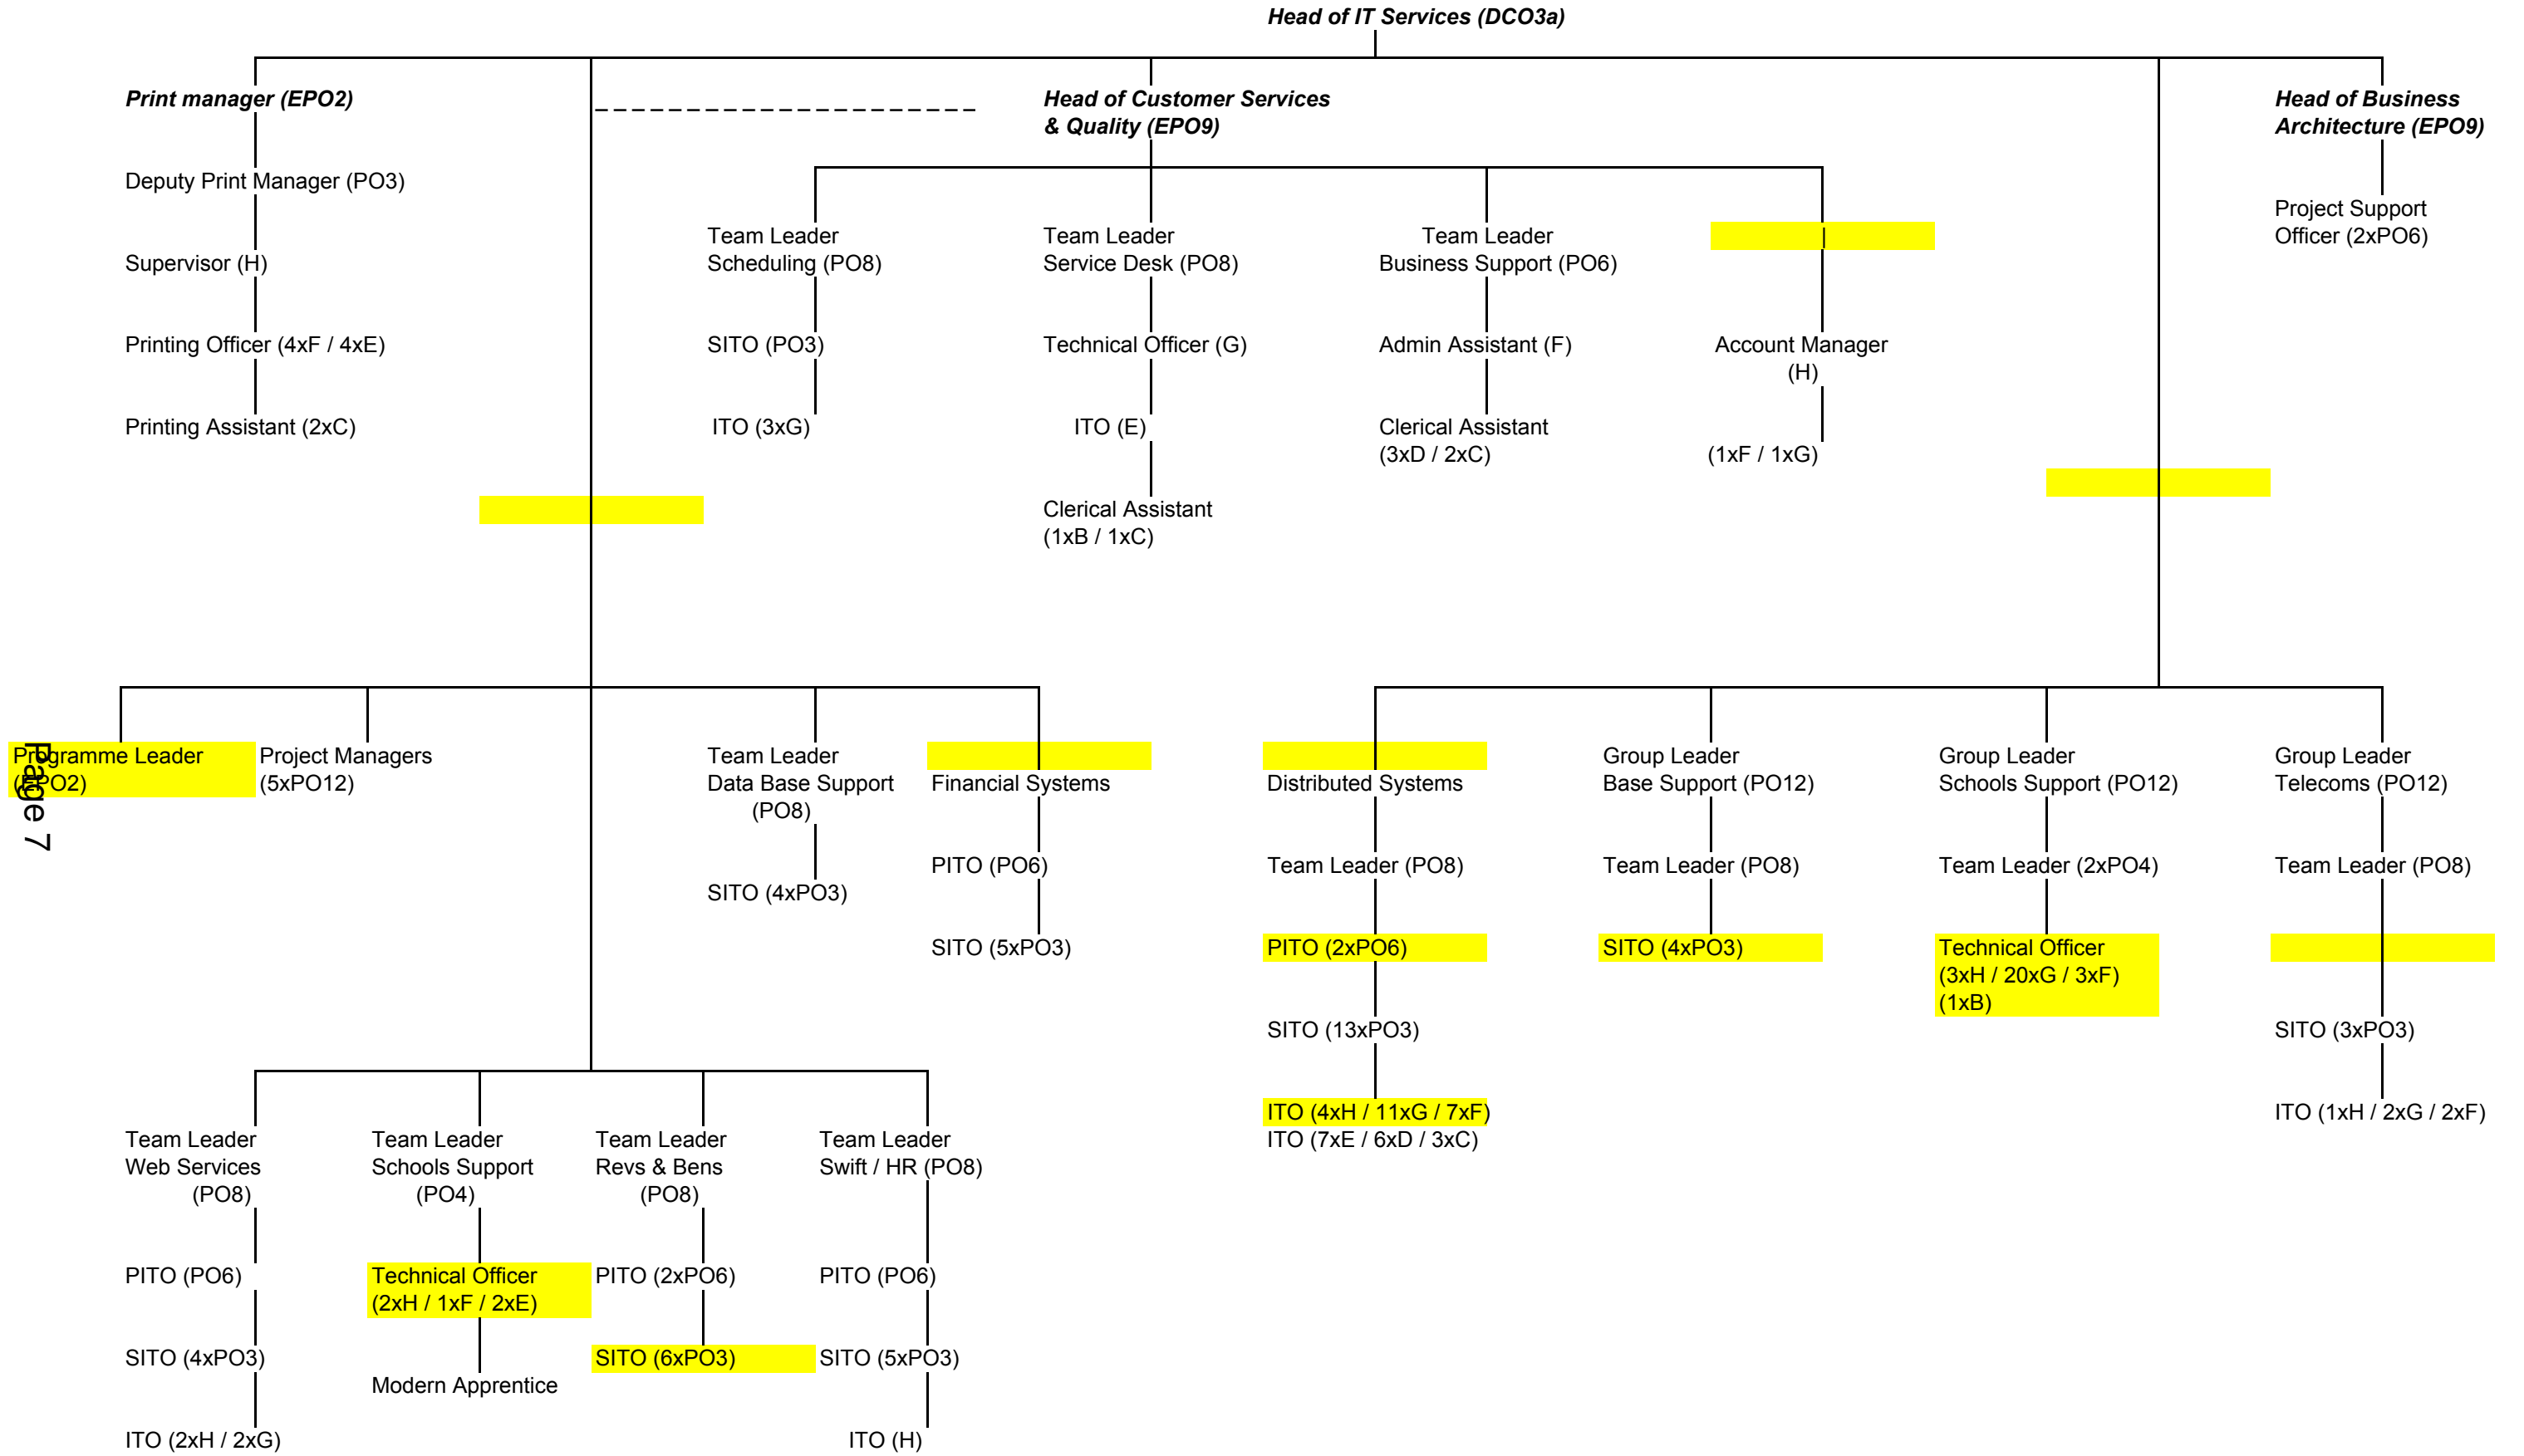 Head of IT Services (DCO3a)
Print manager (EPO2)
Deputy Print Manager (PO3)
Supervisor (H)
Printing Officer (4xF / 4xE)
Printing Assistant (2xC)
Head of Customer Services
& Quality (EPO9)
Team Leader
Scheduling (PO8)
SITO (PO3)
ITO (3xG)
Team Leader
Service Desk (PO8)
Technical Officer (G)
ITO (E)
Clerical Assistant
(1xB / 1xC)
Team Leader
Business Support (PO6)
Admin Assistant (F)
Clerical Assistant
(3xD / 2xC)
Account Manager
(H)
(1xF / 1xG)
Head of Business
Architecture (EPO9)
Project Support
Officer (2xPO6)
Programme Leader
(EPO2)
Page 7
Project Managers
(5xPO12)
Team Leader
Data Base Support
(PO8)
SITO (4xPO3)
Financial Systems
PITO (PO6)
SITO (5xPO3)
Distributed Systems
Team Leader (PO8)
PITO (2xPO6)
SITO (13xPO3)
ITO (4xH / 11xG / 7xF)
ITO (7xE / 6xD / 3xC)
Group Leader
Base Support (PO12)
Team Leader (PO8)
SITO (4xPO3)
Group Leader
Schools Support (PO12)
Team Leader (2xPO4)
Technical Officer
(3xH / 20xG / 3xF)
(1xB)
Group Leader
Telecoms (PO12)
Team Leader (PO8)
SITO (3xPO3)
ITO (1xH / 2xG / 2xF)
Team Leader
Web Services
(PO8)
PITO (PO6)
SITO (4xPO3)
ITO (2xH / 2xG)
Team Leader
Schools Support
(PO4)
Technical Officer
(2xH / 1xF / 2xE)
Modern Apprentice
Team Leader
Revs & Bens
(PO8)
PITO (2xPO6)
SITO (6xPO3)
Team Leader
Swift / HR (PO8)
PITO (PO6)
SITO (5xPO3)
ITO (H)